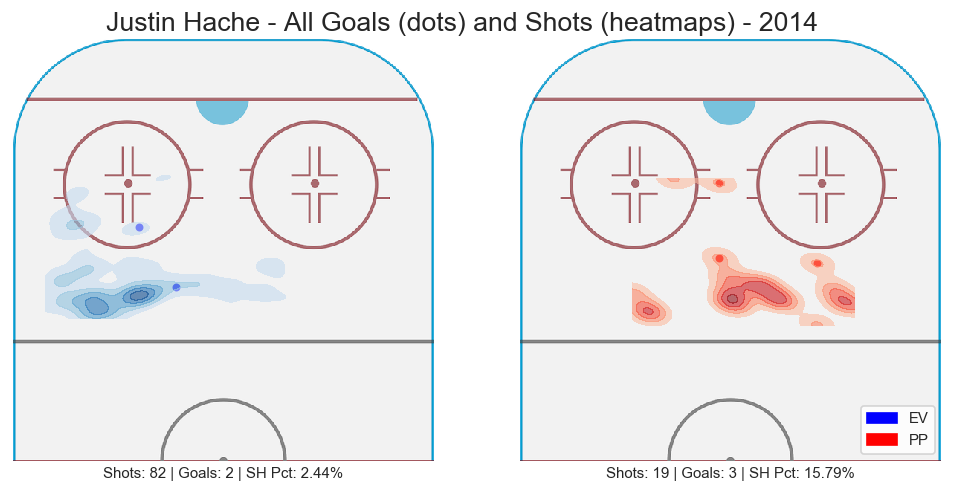 Justin Hache - All Goals (dots) and Shots (heatmaps) - 2014
EV
PP
Shots: 82 | Goals: 2 | SH Pct: 2.44%
Shots: 19 | Goals: 3 | SH Pct: 15.79%